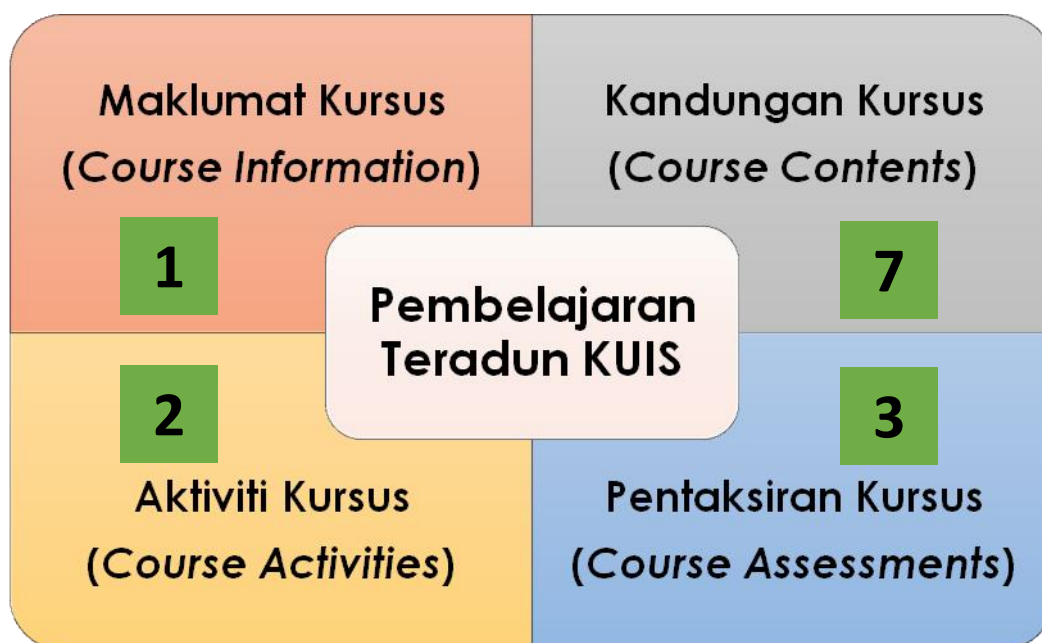 Maklumat Kursus
(Course Information)
1
Kandungan Kursus
(Course Contents)
7
Pembelajaran
Teradun KUIS
2
Aktiviti Kursus
(Course Activities)
3
Pentaksiran Kursus
(Course Assessments)